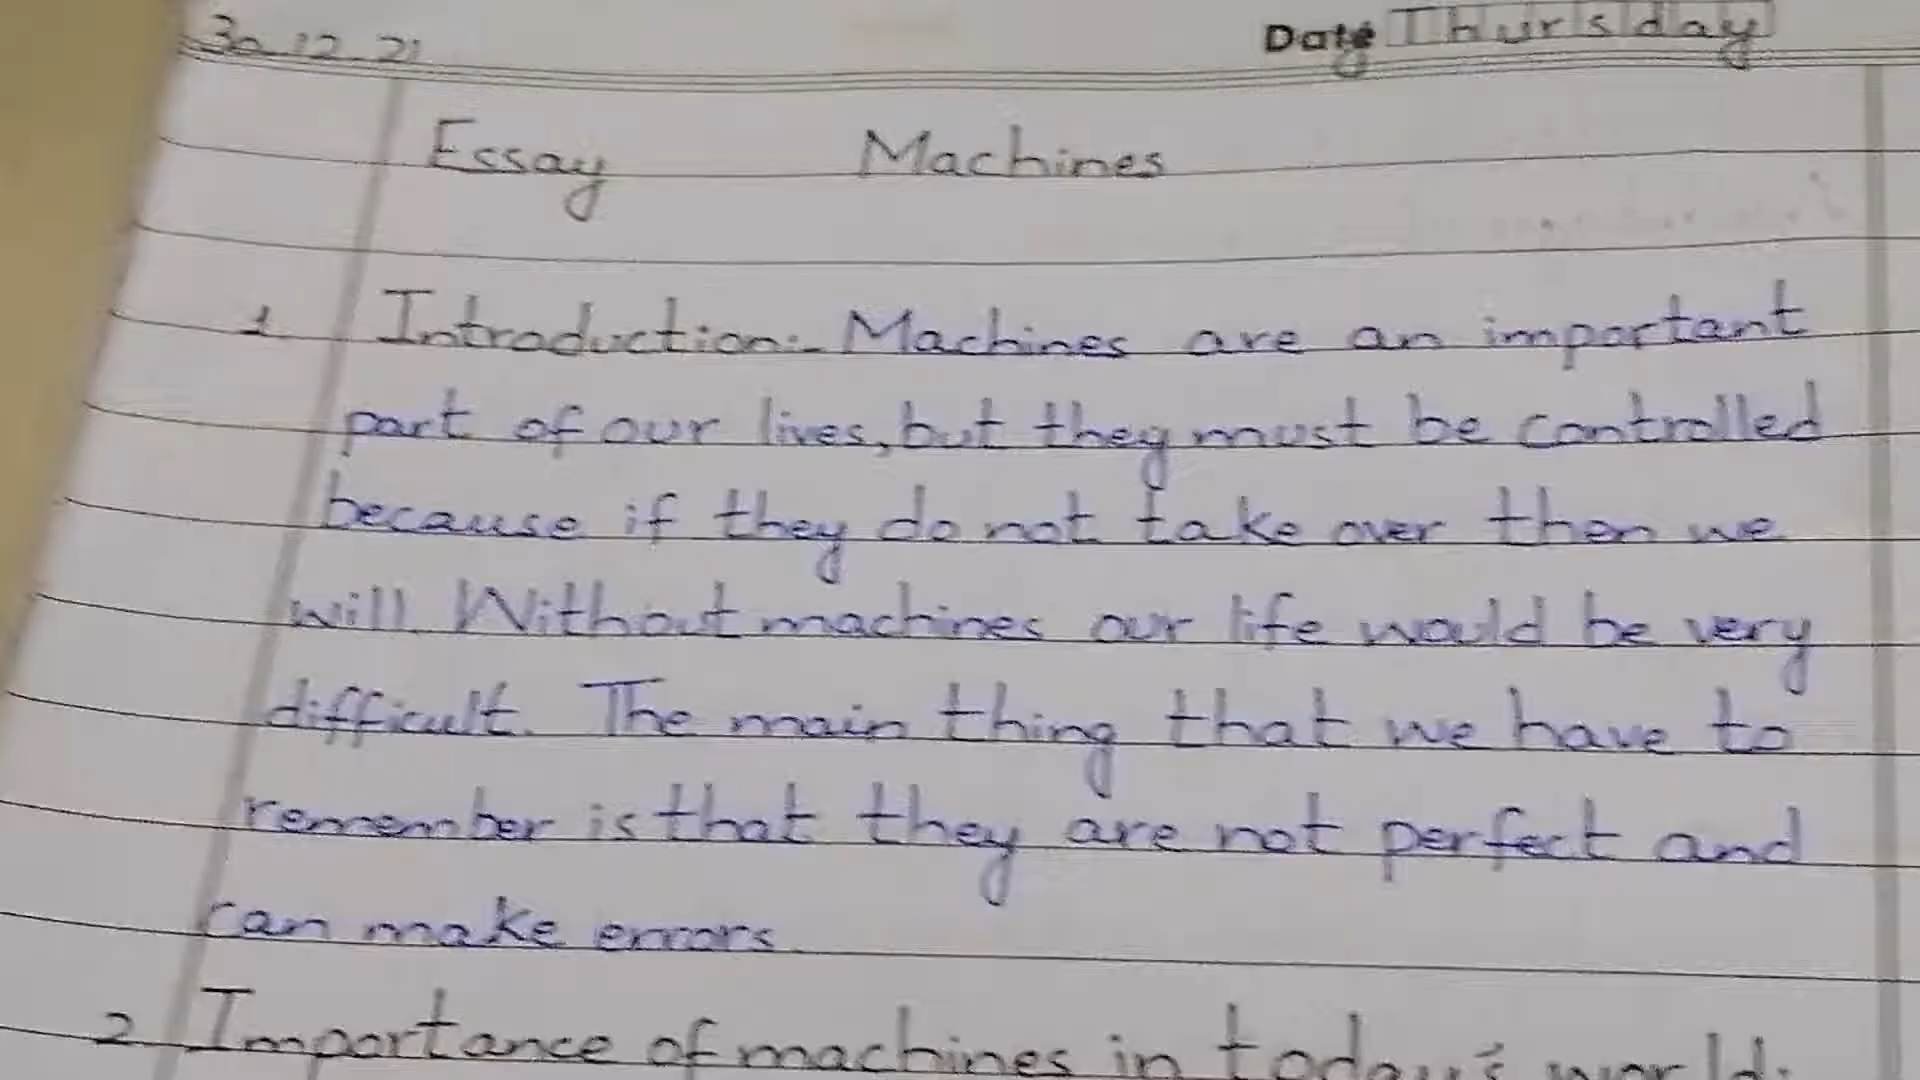 30.12.21 Date Thursday
Essay Machines
1 Introduction:- Machines are an important
part of our lives, but they must be controlled
because if they do not take over then we
will. Without machines our life would be very
difficult. The main thing that we have to
remember is that they are not perfect and
can make errors.
2 Importance of machines in today's world: